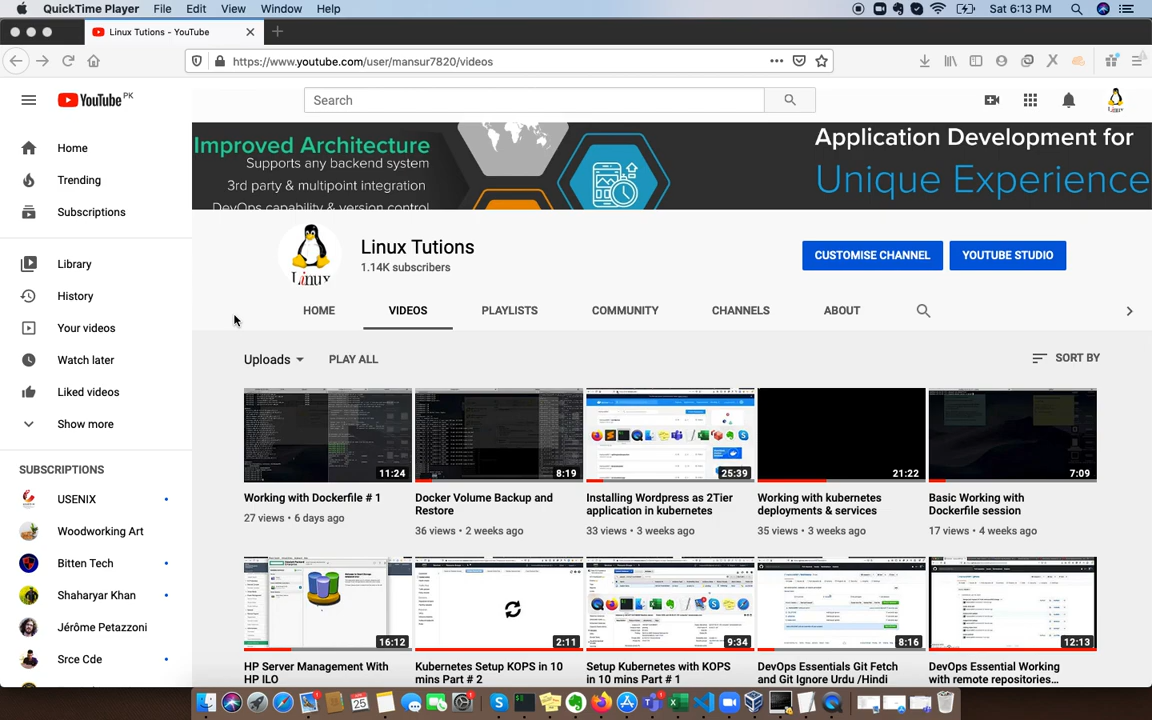 QuickTime Player File Edit View Window Help Sat 6:13 PM
Linux Tutions - YouTube
https://www.youtube.com/user/mansur7820/videos
YouTube PK
Search
Home
Trending
Subscriptions
Library
History
Your videos
Watch later
Liked videos
Show more
SUBSCRIPTIONS
USENIX
Woodworking Art
Bitten Tech
Shaharyar Khan
Jérôme Petazzoni
Srce Cde
Improved Architecture
Supports any backend system
3rd party & multipoint integration
DevOps capability & version control
Application Development for
Unique Experience
Linux
Linux Tutions
1.14K subscribers
CUSTOMISE CHANNEL
YOUTUBE STUDIO
HOME VIDEOS PLAYLISTS COMMUNITY CHANNELS ABOUT
Uploads PLAY ALL SORT BY
11:24
Working with Dockerfile # 1
27 views • 6 days ago
8:19
Docker Volume Backup and
Restore
36 views • 2 weeks ago
25:39
Installing Wordpress as 2Tier
application in kubernetes
33 views • 3 weeks ago
21:22
Working with kubernetes
deployments & services
35 views • 3 weeks ago
7:09
Basic Working with
Dockerfile session
17 views • 4 weeks ago
16:12
HP Server Management With
HP ILO
2:11
Kubernetes Setup KOPS in 10
mins Part # 2
9:34
Setup Kubernetes with KOPS
in 10 mins Part # 1
8:16
DevOps Essentials Git Fetch
and Git Ignore Urdu /Hindi
12:13
DevOps Essential Working
with remote repositories...